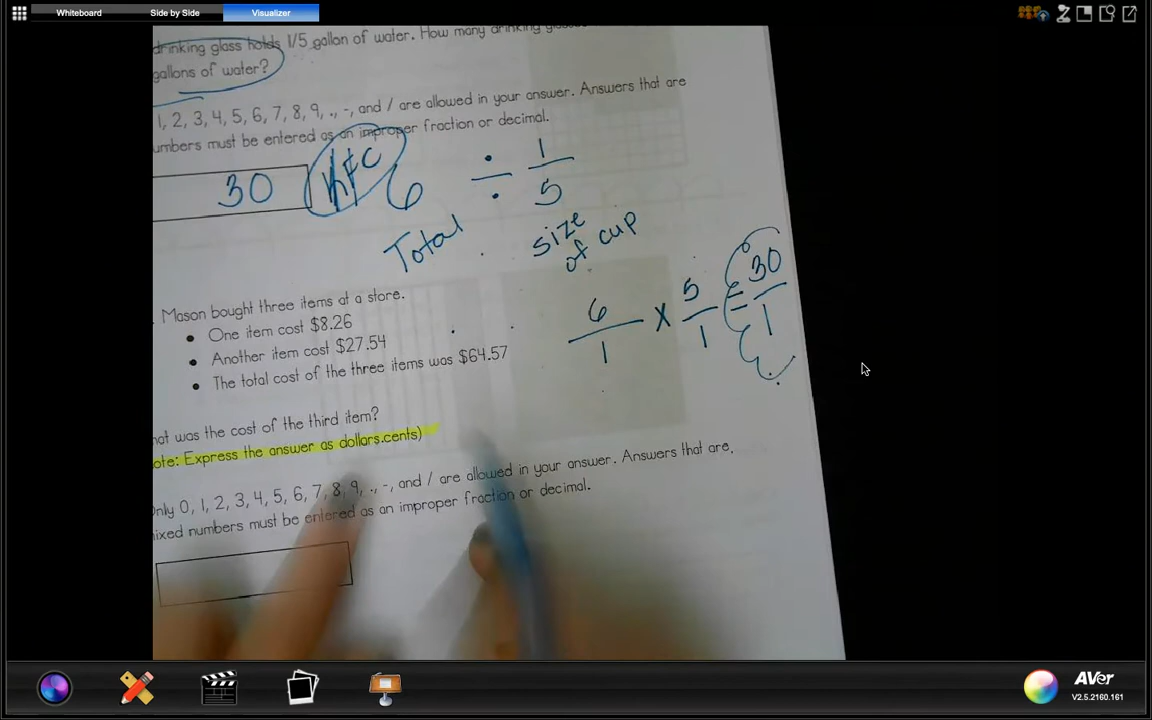 Whiteboard
Side by Side
Visualizer
drinking glass holds 1/5 gallon of water. How many drinking
gallons of water?
1, 2, 3, 4, 5, 6, 7, 8, 9, ., -, and / are allowed in your answer. Answers that are
umbers must be entered as an improper fraction or decimal.
30
KFC
6 ÷ 1/5
Total
size
of cup
6/1 x 5/1 = 30/1
. Mason bought three items at a store.
• One item cost $8.26
• Another item cost $27.54
• The total cost of the three items was $64.57
hat was the cost of the third item?
ote: Express the answer as dollars.cents)
Only 0, 1, 2, 3, 4, 5, 6, 7, 8, 9, ., -, and / are allowed in your answer. Answers that are
ixed numbers must be entered as an improper fraction or decimal.
AVer
V2.5.2160.161